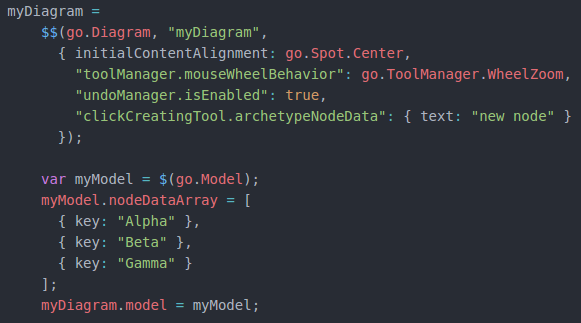 myDiagram =
    $$(go.Diagram, "myDiagram",
      { initialContentAlignment: go.Spot.Center,
        "toolManager.mouseWheelBehavior": go.ToolManager.WheelZoom,
        "undoManager.isEnabled": true,
        "clickCreatingTool.archetypeNodeData": { text: "new node" }
      });

    var myModel = $(go.Model);
    myModel.nodeDataArray = [
      { key: "Alpha" },
      { key: "Beta" },
      { key: "Gamma" }
    ];
    myDiagram.model = myModel;